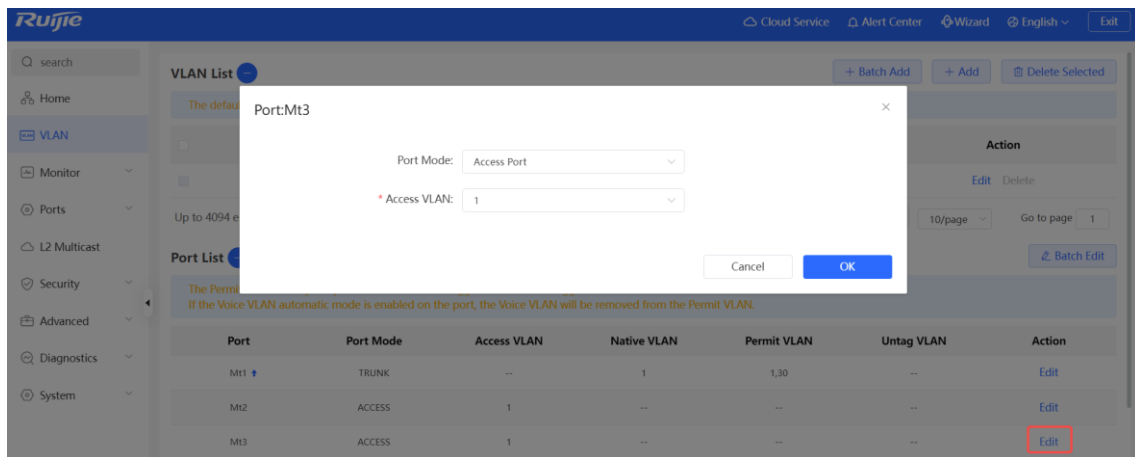 Ruijie
Cloud Service Alert Center Wizard English Exit
search
Home
VLAN
Monitor
Ports
L2 Multicast
Security
Advanced
Diagnostics
System
VLAN List
+ Batch Add + Add Delete Selected
The defau
Port:Mt3
Port Mode: Access Port
* Access VLAN: 1
Cancel OK
Action
Edit Delete
Up to 4094 e
10/page Go to page 1
Port List
Batch Edit
The Permi
If the Voice VLAN automatic mode is enabled on the port, the Voice VLAN will be removed from the Permit VLAN.
Port Port Mode Access VLAN Native VLAN Permit VLAN Untag VLAN Action
Mt1 TRUNK -- 1 1,30 -- Edit
Mt2 ACCESS 1 -- -- -- Edit
Mt3 ACCESS 1 -- -- -- Edit